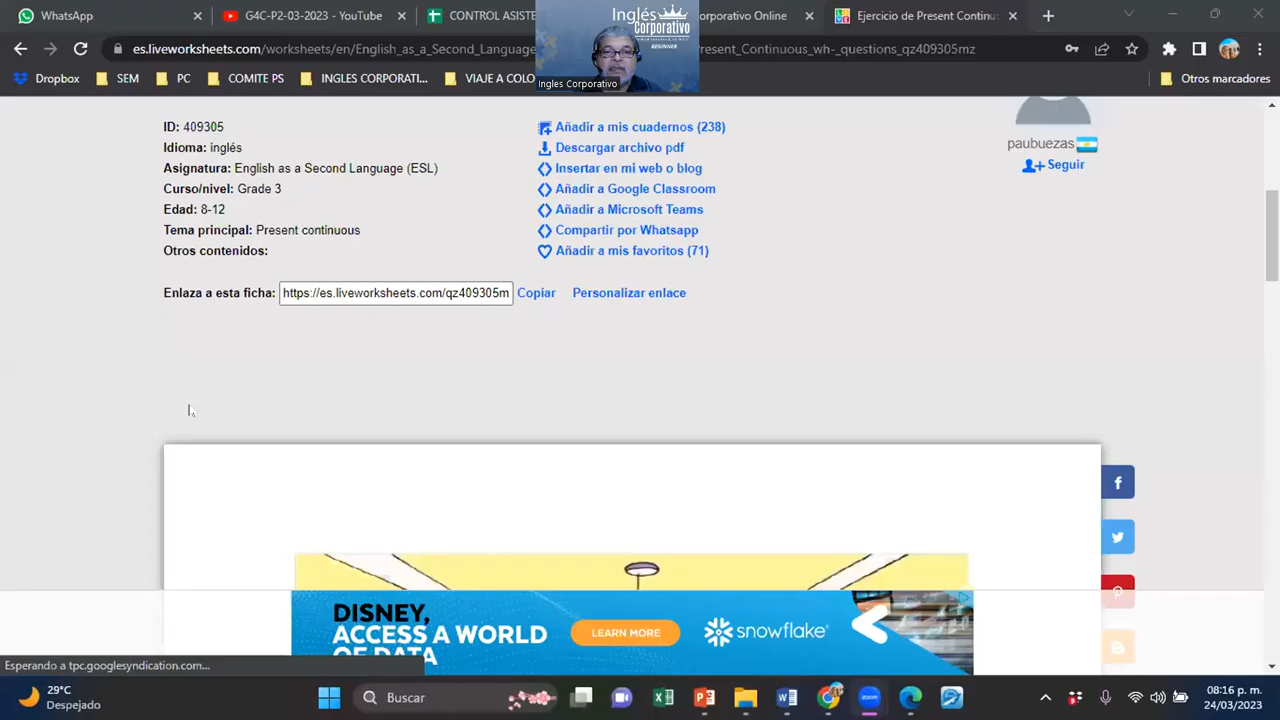 WhatsApp
G4C-P2-03-2023 - YouTube
CONTROL ASISTE
orporativo Online
Ejercicio de Present Continu
es.liveworksheets.com/worksheets/en/English_as_a_Second_Language
resent_Continuous_wh-_questions_qz409305mz
Dropbox
SEM
PC
COMITE PS
INGLES CORPORATI...
VIAJE A COLO
Otros marcadores
Inglés
Corporativo
BEGINNER
Ingles Corporativo
ID: 409305
Idioma: inglés
Asignatura: English as a Second Language (ESL)
Curso/nivel: Grade 3
Edad: 8-12
Tema principal: Present continuous
Otros contenidos:
Añadir a mis cuadernos (238)
Descargar archivo pdf
Insertar en mi web o blog
Añadir a Google Classroom
Añadir a Microsoft Teams
Compartir por Whatsapp
Añadir a mis favoritos (71)
paubuezas
Seguir
Enlaza a esta ficha: https://es.liveworksheets.com/qz409305m Copiar Personalizar enlace
DISNEY,
ACCESS A WORLD
OF DATA
LEARN MORE
snowflake
Esperando a tpc.googlesyndication.com...
29°C
Despejado
Buscar
zoom
08:16 p. m.
24/03/2023